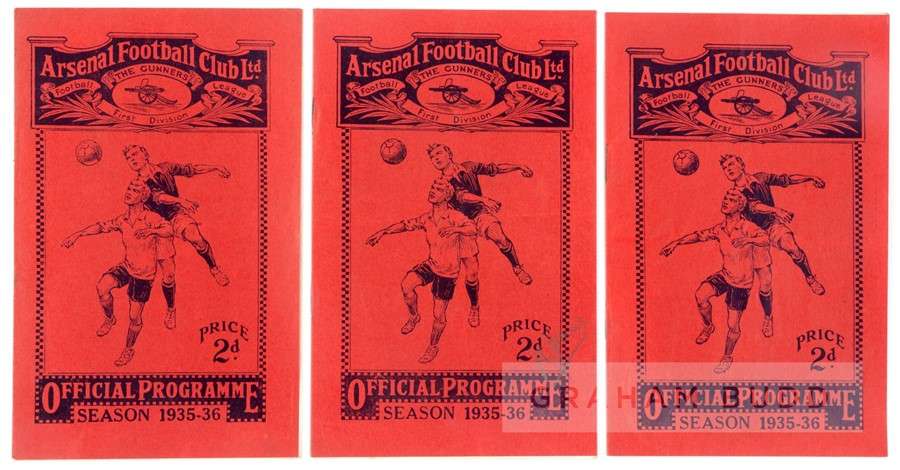 Arsenal Football Club Ltd
THE GUNNERS
Football League
First Division
PRICE
2d.
OFFICIAL PROGRAMME
SEASON 1935-36
Arsenal Football Club Ltd
THE GUNNERS
Football League
First Division
PRICE
2d.
OFFICIAL PROGRAMME
SEASON 1935-36
Arsenal Football Club Ltd
THE GUNNERS
Football League
First Division
PRICE
2d.
OFFICIAL PROGRAMME
SEASON 1935-36
GRAHAM BUDD